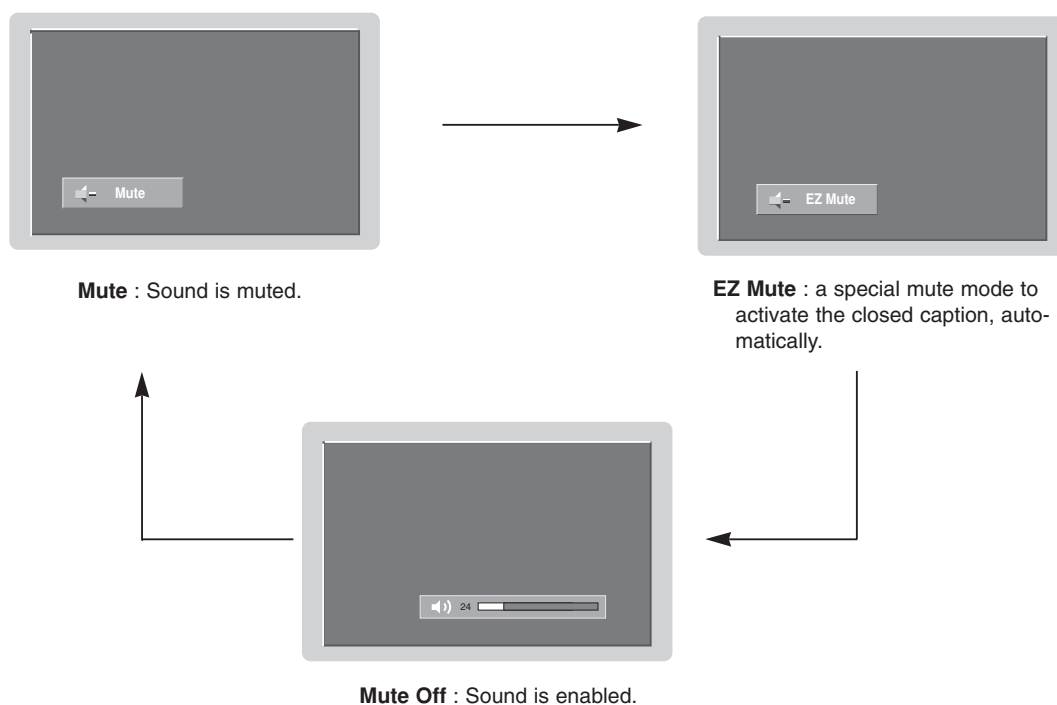 Mute
EZ Mute
Mute : Sound is muted.
EZ Mute : a special mute mode to
activate the closed caption, auto-
matically.
24
Mute Off : Sound is enabled.